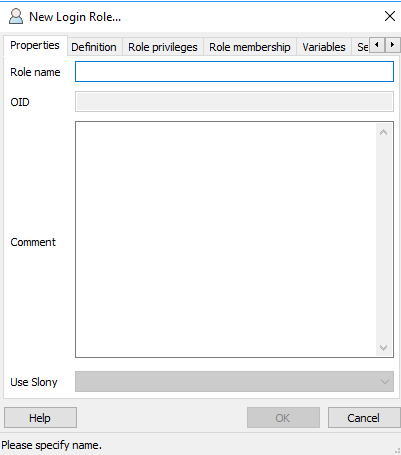 New Login Role...
Properties Definition Role privileges Role membership Variables Se
Role name
OID
Comment
Use Slony
Help OK Cancel
Please specify name.